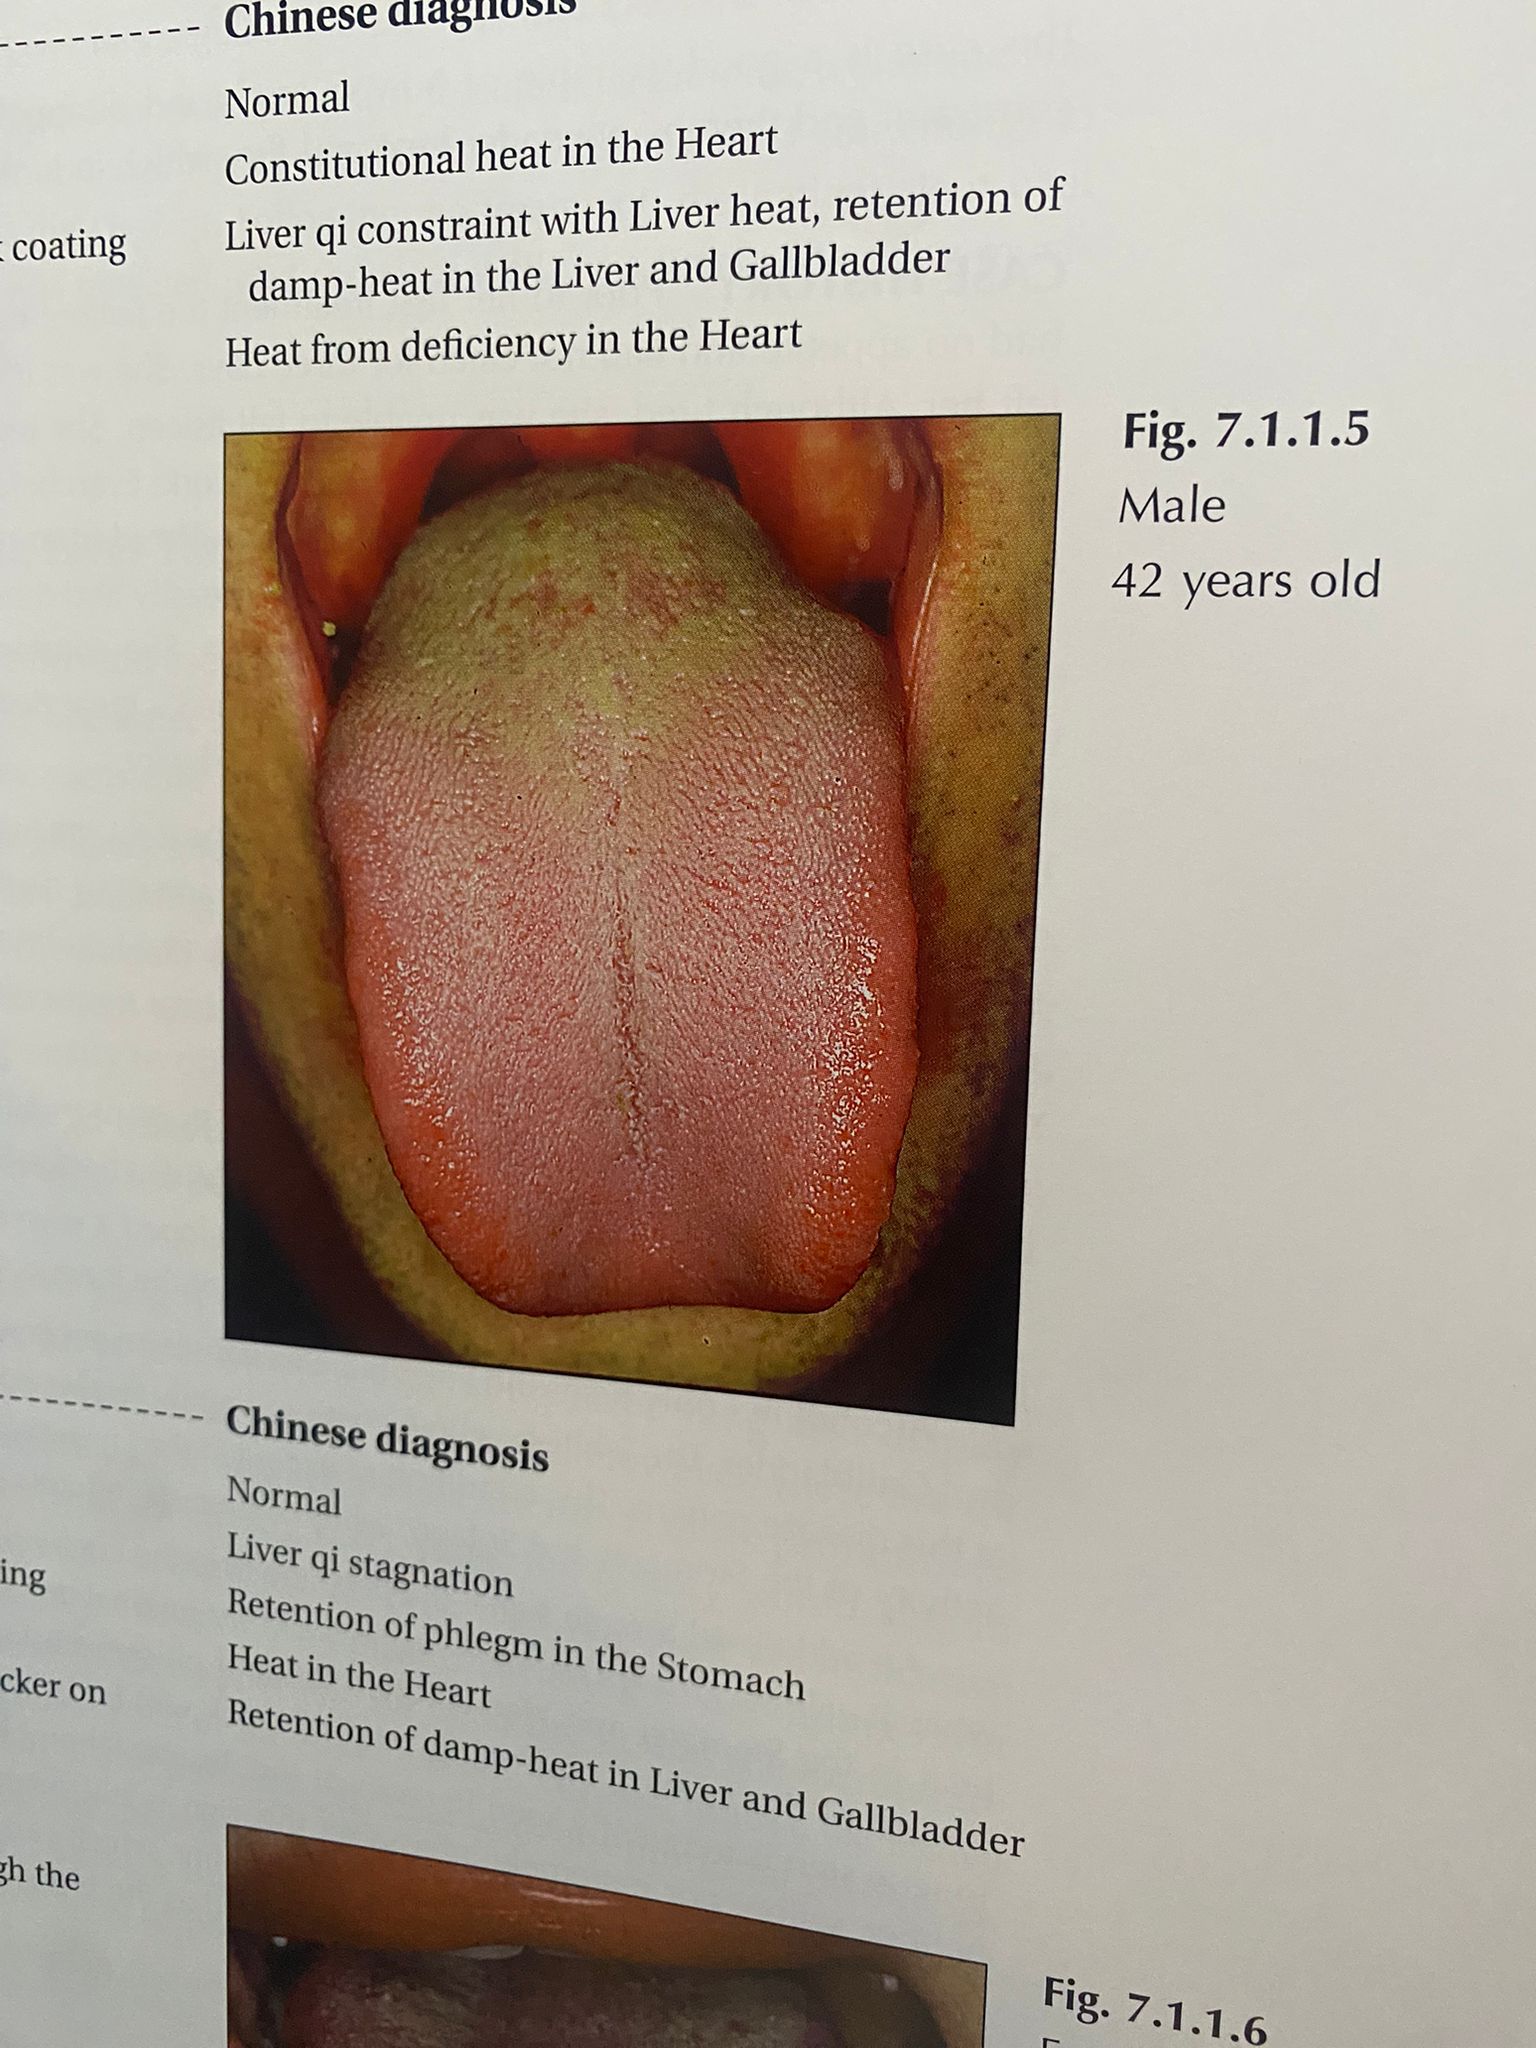 Chinese diagnosis
Normal
Constitutional heat in the Heart
coating
Liver qi constraint with Liver heat, retention of
damp-heat in the Liver and Gallbladder
Heat from deficiency in the Heart
Fig. 7.1.1.5
Male
42 years old
Chinese diagnosis
Normal
Liver qi stagnation
ing
Retention of phlegm in the Stomach
Heat in the Heart
cker on
Retention of damp-heat in Liver and Gallbladder
gh the
Fig. 7.1.1.6